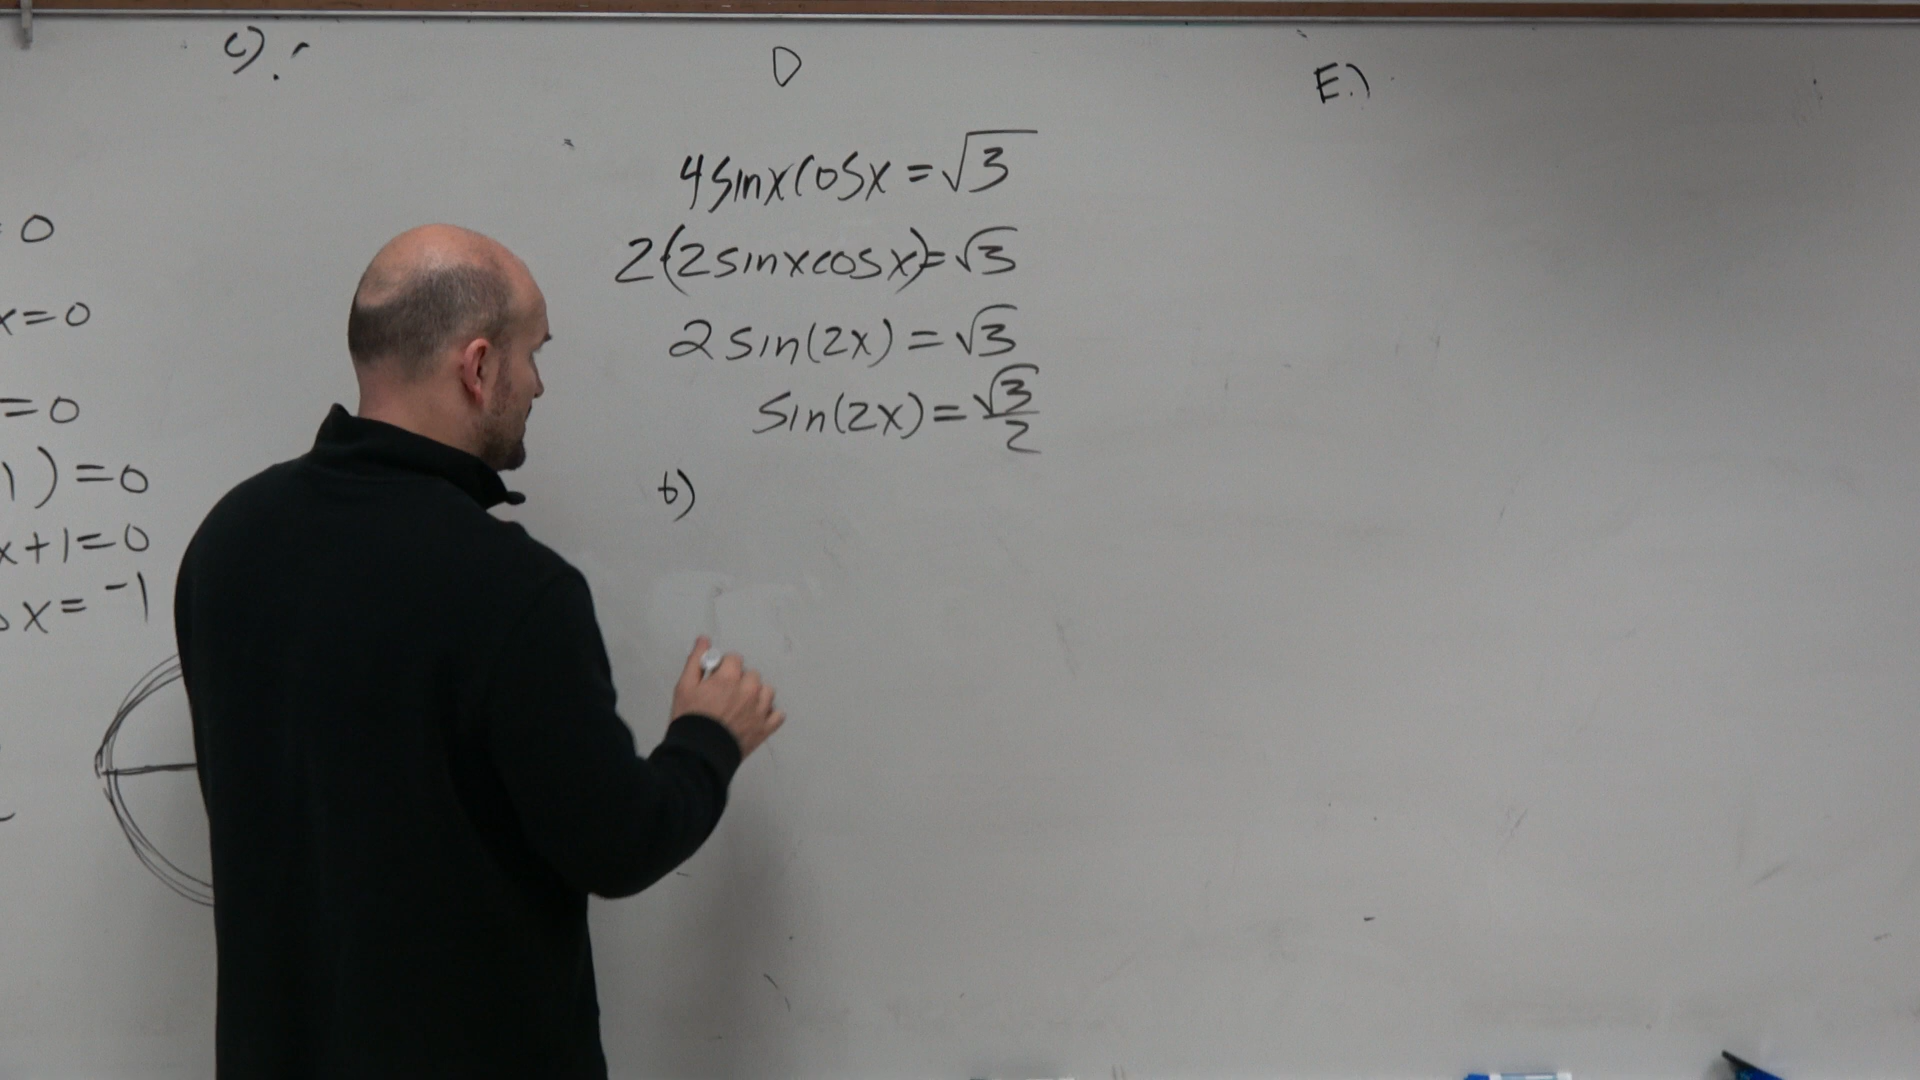 c).
D
E.)
= 0
x=0
=0
1)=0
x+1=0
x=-1
4sinxcosx=√3
2(2sinxcosx)=√3
2sin(2x)=√3
sin(2x)=√3/2
b)